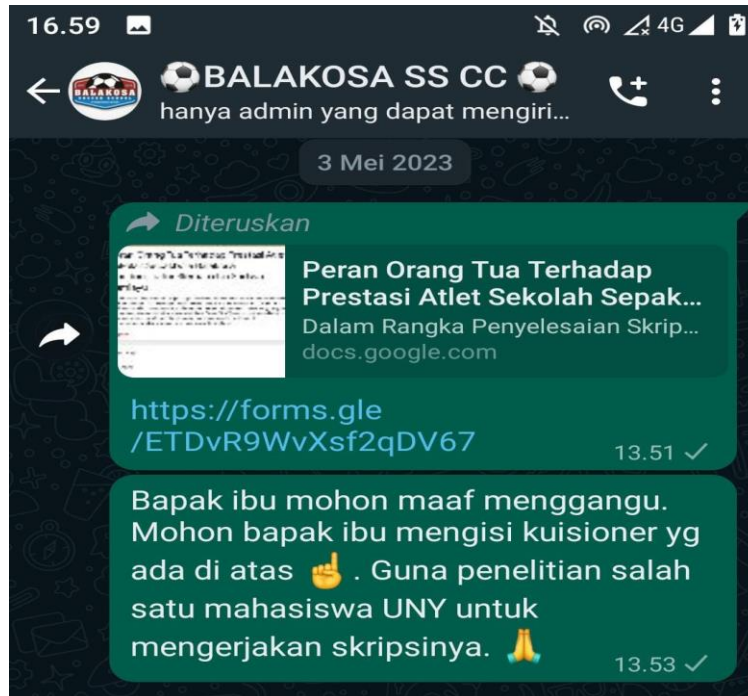 16.59
4G
BALAKOSA
⚽BALAKOSA SS CC⚽
hanya admin yang dapat mengiri...
3 Mei 2023
Diteruskan
Peran Orang Tua Terhadap
Prestasi Atlet Sekolah Sepak...
Dalam Rangka Penyelesaian Skrip...
docs.google.com
https://forms.gle
/ETDvR9WvXsf2qDV67
13.51
Bapak ibu mohon maaf menggangu.
Mohon bapak ibu mengisi kuisioner yg
ada di atas ☝️. Guna penelitian salah
satu mahasiswa UNY untuk
mengerjakan skripsinya. 🙏
13.53